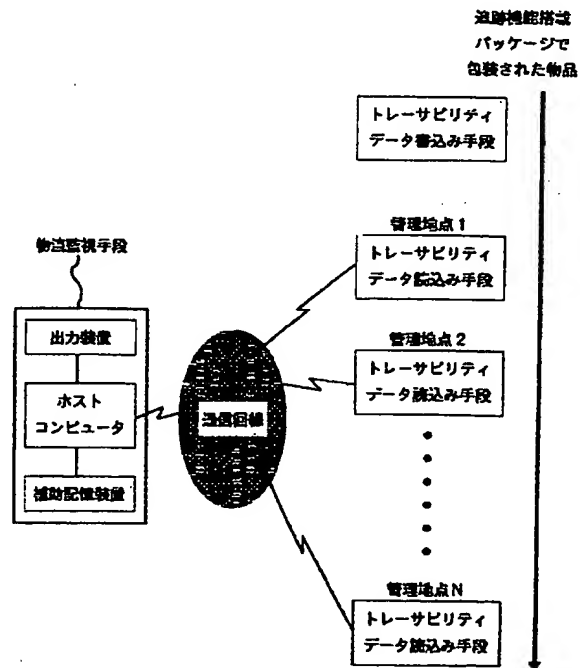 追跡機能搭載
パッケージで
包装された物品
トレーサビリティ
データ書込み手段
管理地点1
トレーサビリティ
データ読込み手段
物流監視手段
出力装置
ホスト
コンピュータ
補助記憶装置
通信回線
管理地点2
トレーサビリティ
データ読込み手段
管理地点N
トレーサビリティ
データ読込み手段